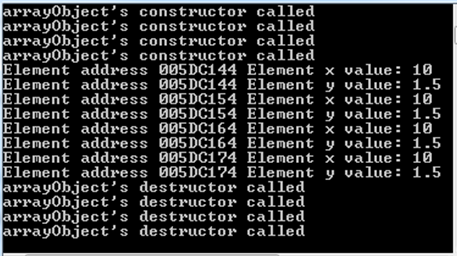 arrayObject's constructor called
arrayObject's constructor called
arrayObject's constructor called
arrayObject's constructor called
Element address 005DC144 Element x value: 10
Element address 005DC144 Element y value: 1.5
Element address 005DC154 Element x value: 10
Element address 005DC154 Element y value: 1.5
Element address 005DC164 Element x value: 10
Element address 005DC164 Element y value: 1.5
Element address 005DC174 Element x value: 10
Element address 005DC174 Element y value: 1.5
arrayObject's destructor called
arrayObject's destructor called
arrayObject's destructor called
arrayObject's destructor called